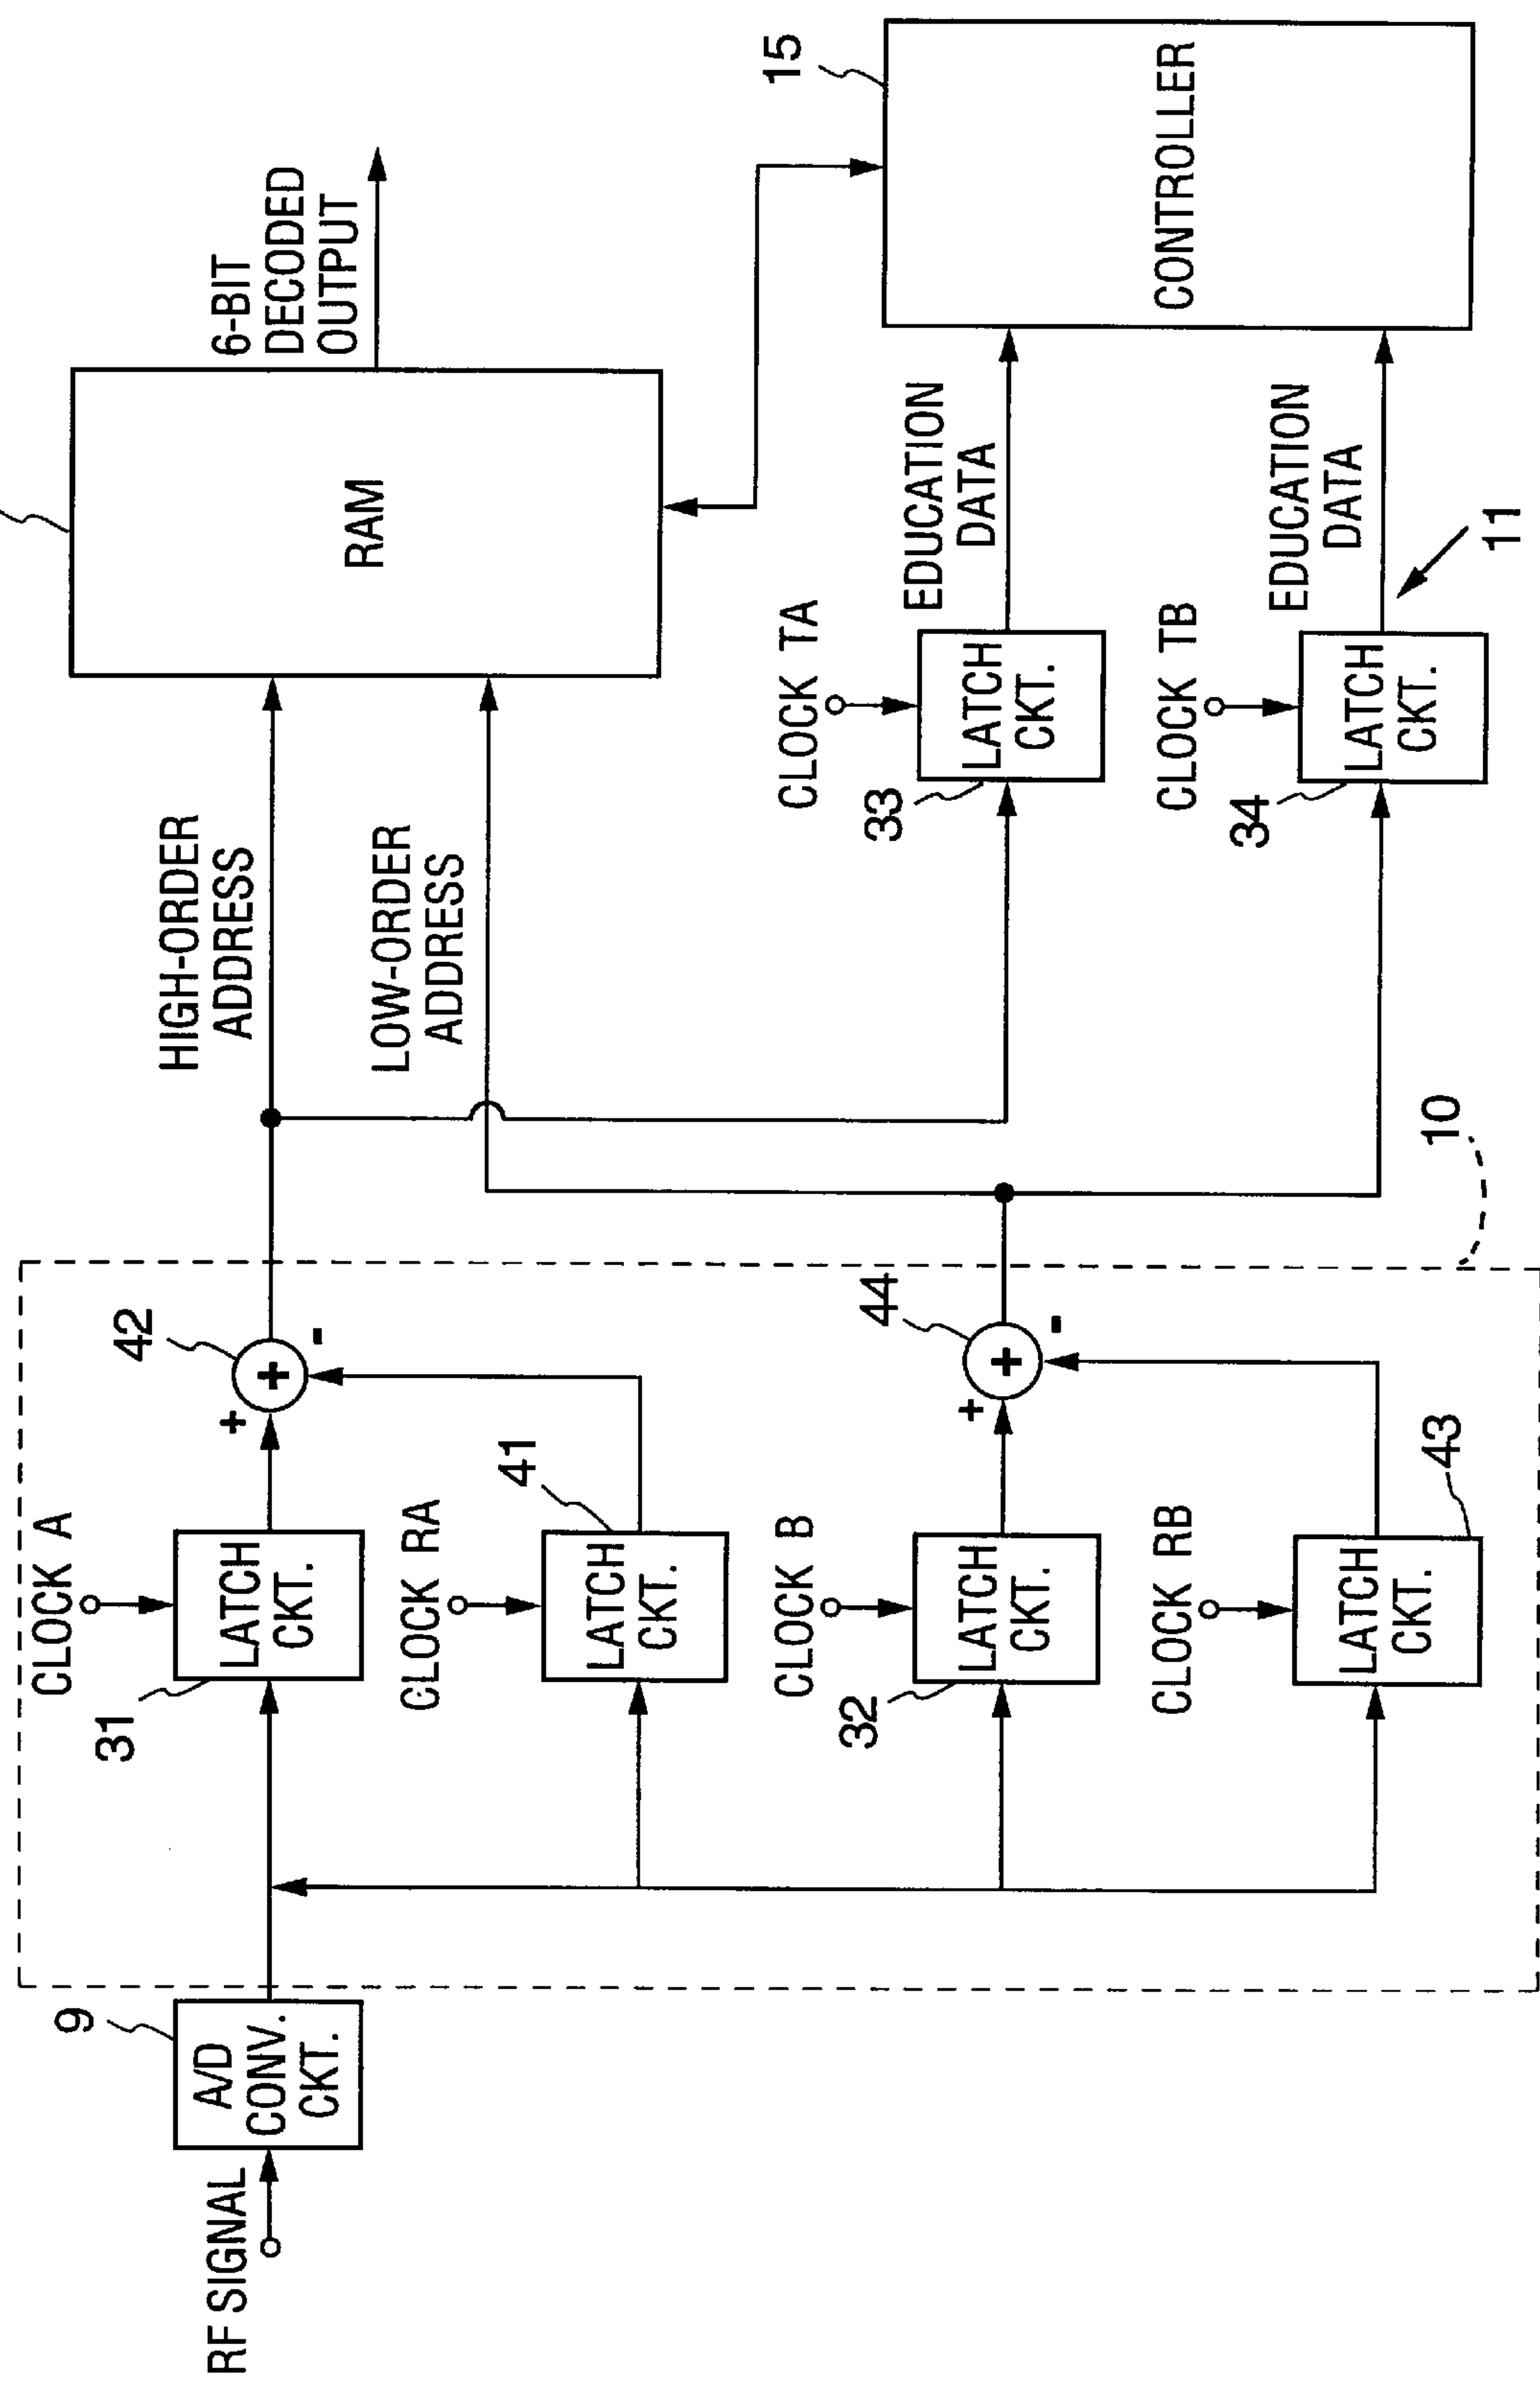 RF SIGNAL
9
A/D
CONV.
CKT.
CLOCK A
31
LATCH
CKT.
42
+
+
-
CLOCK RA
41
LATCH
CKT.
CLOCK B
32
LATCH
CKT.
44
+
+
-
CLOCK RB
43
LATCH
CKT.
10
HIGH-ORDER
ADDRESS
LOW-ORDER
ADDRESS
RAM
6-BIT
DECODED
OUTPUT
CLOCK TA
33
LATCH
CKT.
EDUCATION
DATA
CLOCK TB
34
LATCH
CKT.
EDUCATION
DATA
11
15
CONTROLLER